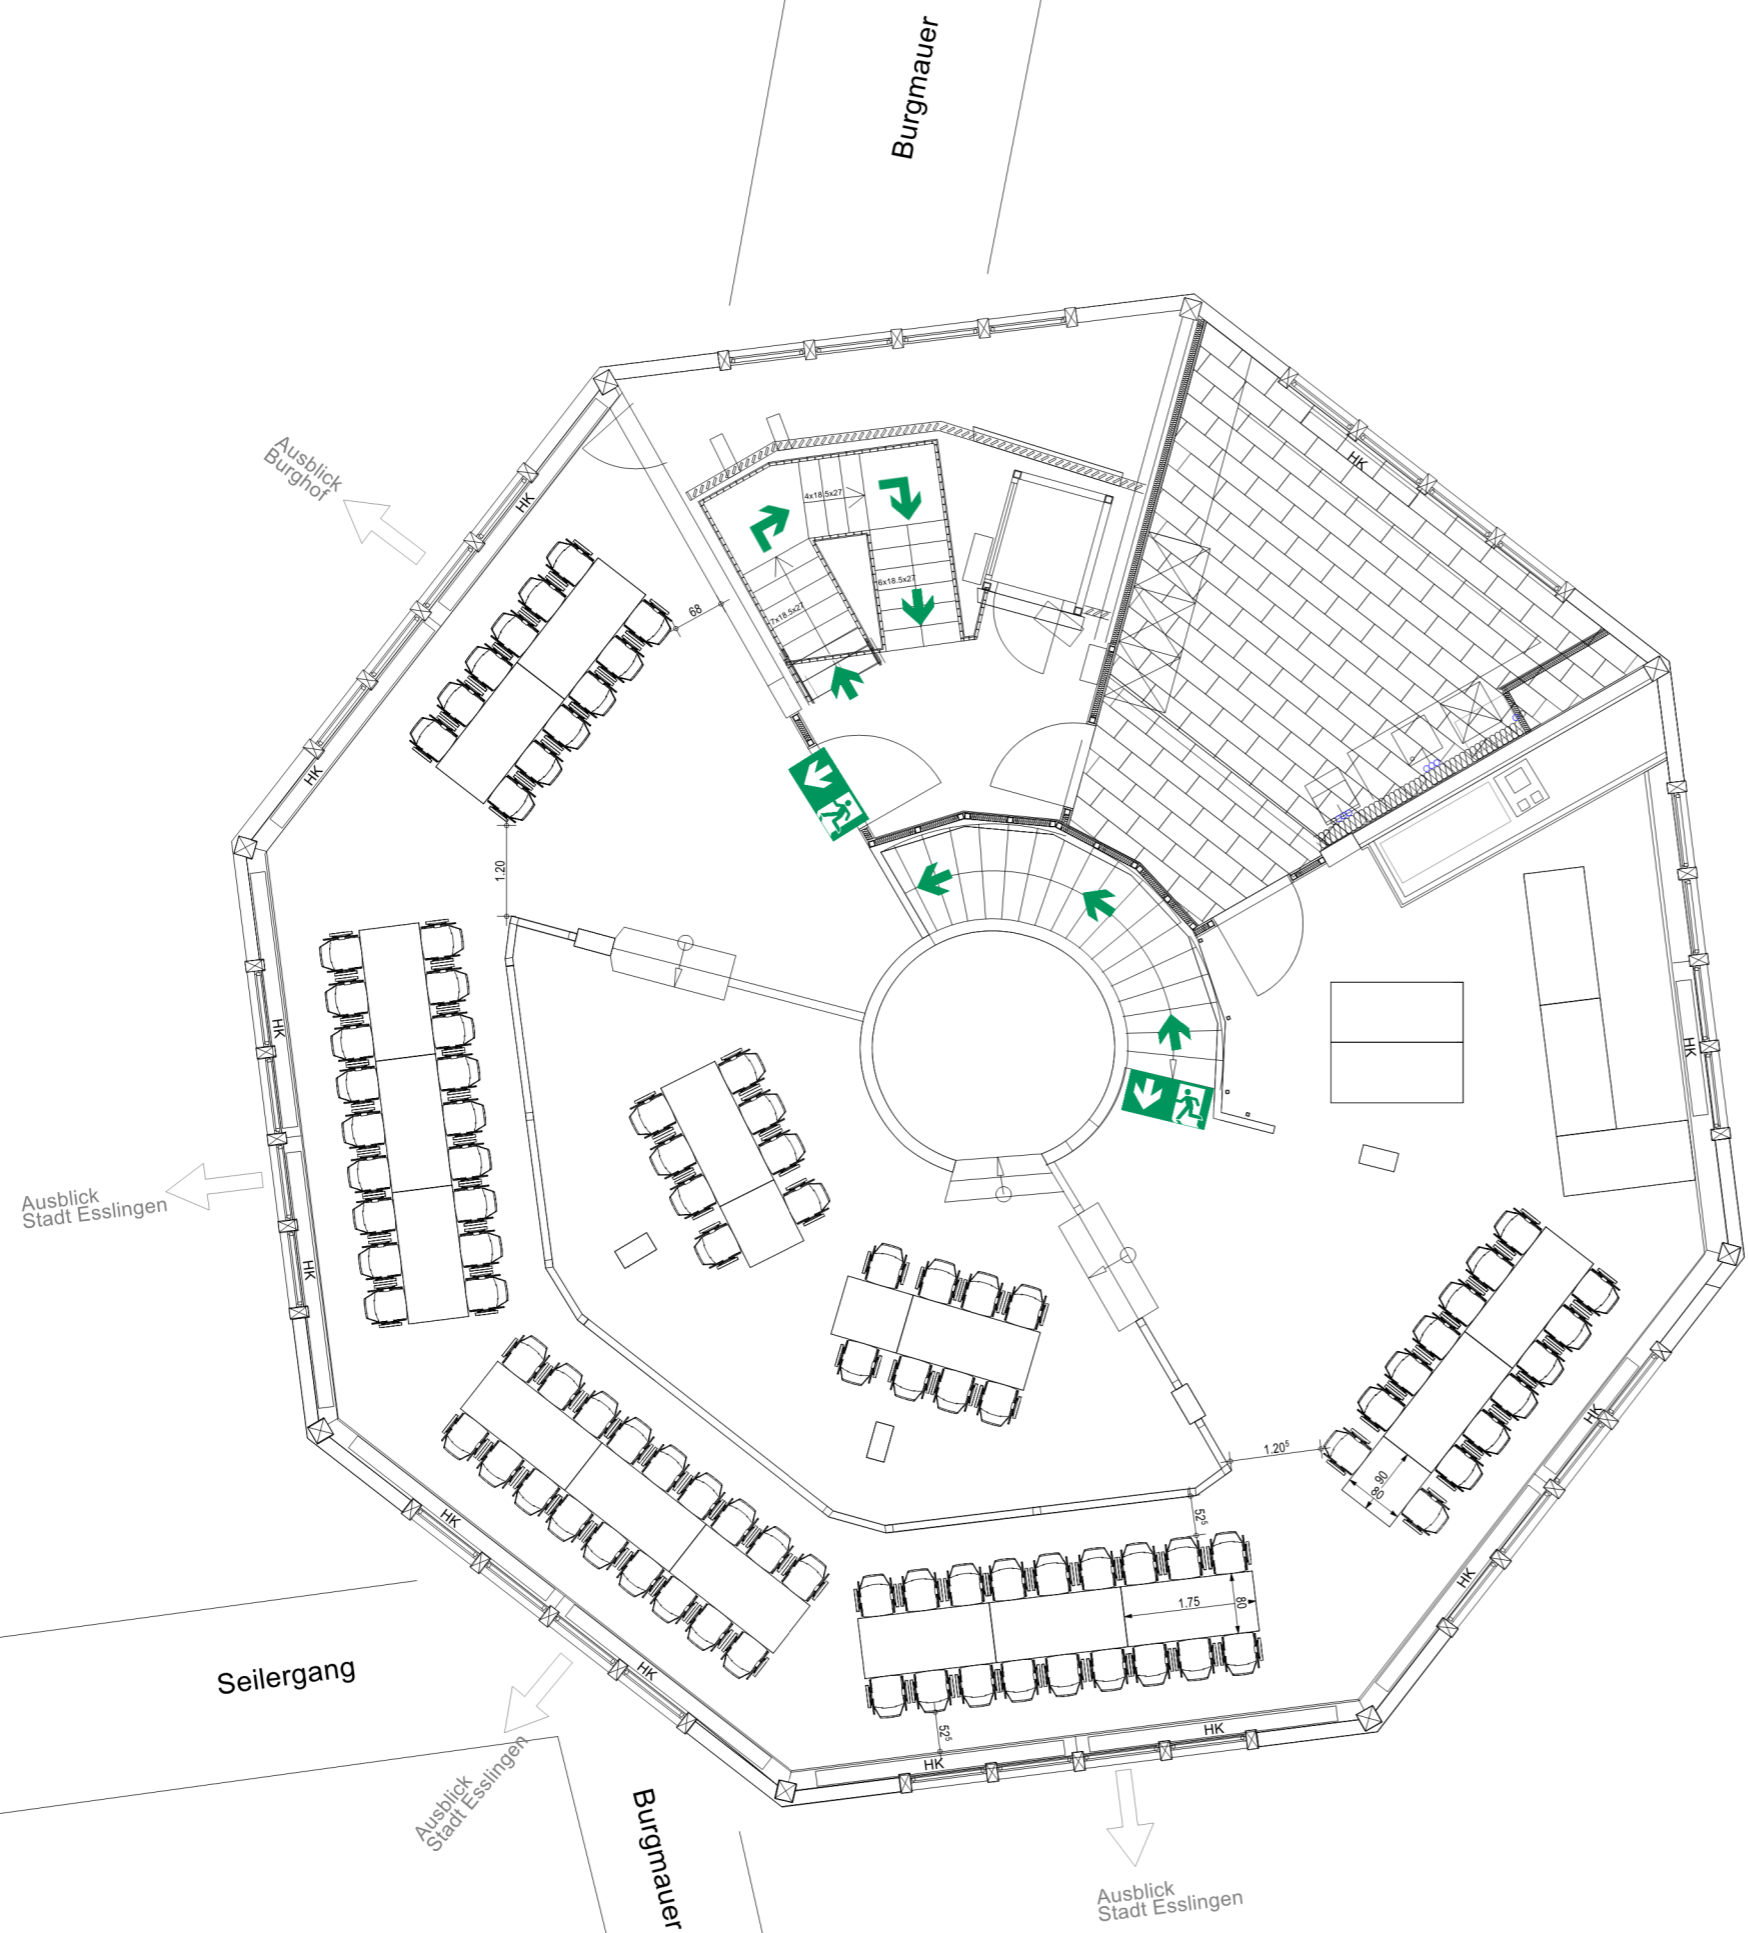 Burgmauer
Ausblick
Burghof
HK
HK
HK
4x18.5x27
6x18.5x27
7x18.5x27
68
1.20
HK
HK
HK
Ausblick
Stadt Esslingen
1.20⁵
90
80
HK
HK
52⁵
1.75
80
HK
HK
52⁵
HK
HK
Seilergang
Ausblick
Stadt Esslingen
Burgmauer
Ausblick
Stadt Esslingen